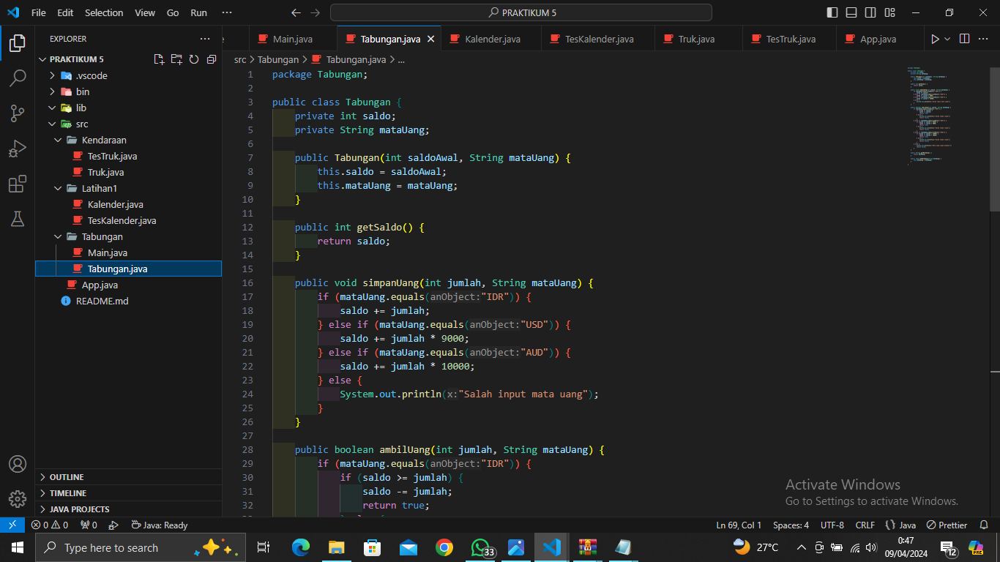 File Edit Selection View Go Run ··· PRAKTIKUM 5
EXPLORER
Main.java Tabungan.java Kalender.java TesKalender.java Truk.java TesTruk.java App.java
src > Tabungan > Tabungan.java > ...
PRAKTIKUM 5
.vscode
bin
lib
src
Kendaraan
TesTruk.java
Truk.java
Latihan1
Kalender.java
TesKalender.java
Tabungan
Main.java
Tabungan.java
App.java
README.md
OUTLINE
TIMELINE
JAVA PROJECTS
1 package Tabungan;
2
3 public class Tabungan {
4 private int saldo;
5 private String mataUang;
6
7 public Tabungan(int saldoAwal, String mataUang) {
8 this.saldo = saldoAwal;
9 this.mataUang = mataUang;
10 }
11
12 public int getSaldo() {
13 return saldo;
14 }
15
16 public void simpanUang(int jumlah, String mataUang) {
17 if (mataUang.equals(anObject:"IDR")) {
18 saldo += jumlah;
19 } else if (mataUang.equals(anObject:"USD")) {
20 saldo += jumlah * 9000;
21 } else if (mataUang.equals(anObject:"AUD")) {
22 saldo += jumlah * 10000;
23 } else {
24 System.out.println(x:"Salah input mata uang");
25 }
26 }
27
28 public boolean ambilUang(int jumlah, String mataUang) {
29 if (mataUang.equals(anObject:"IDR")) {
30 if (saldo >= jumlah) {
31 saldo -= jumlah;
32 return true;
Activate Windows
Go to Settings to activate Windows.
0 0 0 Java: Ready Ln 69, Col 1 Spaces: 4 UTF-8 CRLF {} Java Prettier
Type here to search 33 27°C 0:47
09/04/2024 12 PRE